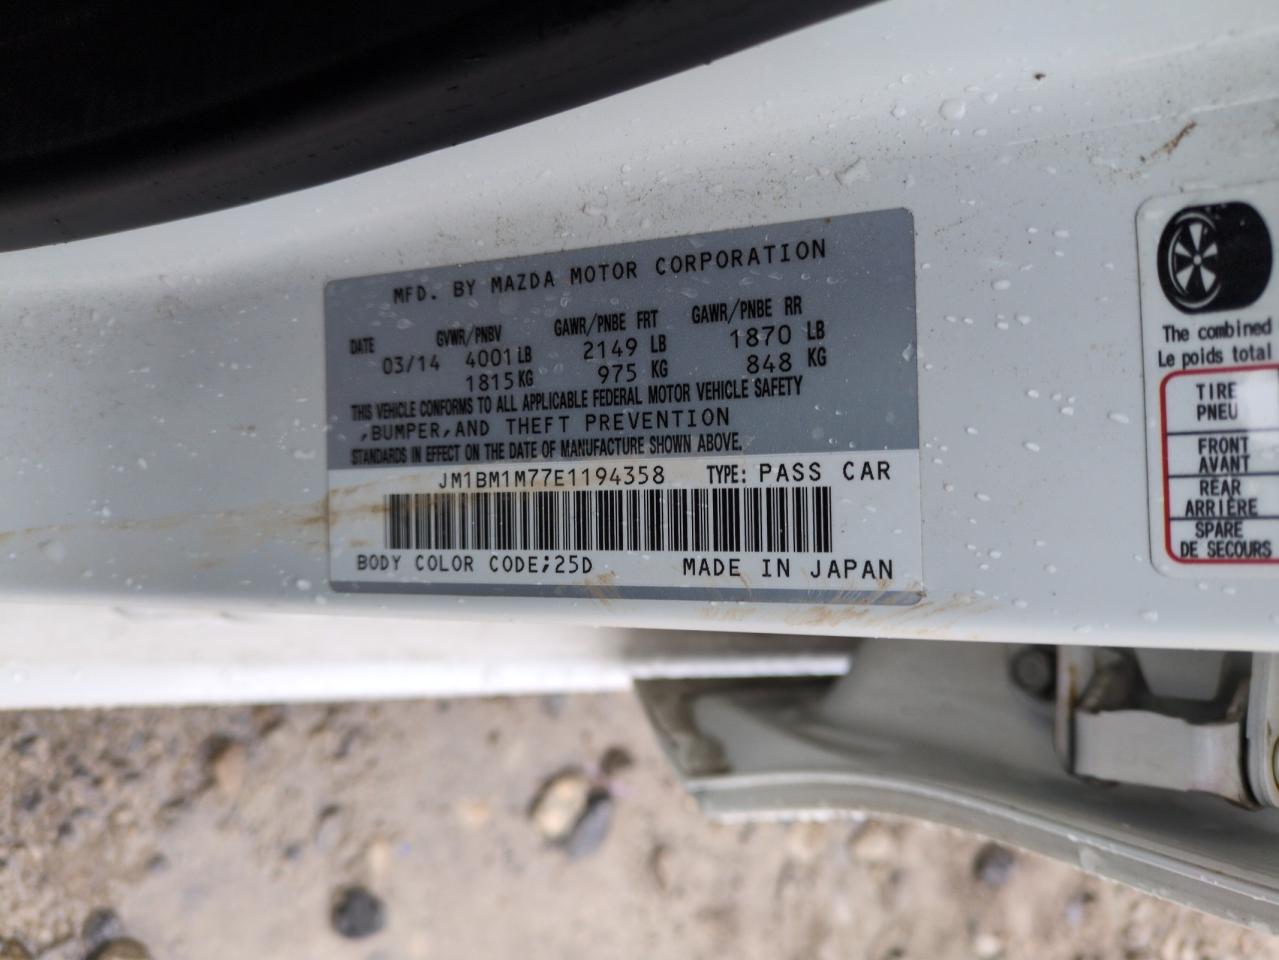 MFD. BY MAZDA MOTOR CORPORATION
DATE GVWR/PNBV GAWR/PNBE FRT GAWR/PNBE RR
03/14 4001 LB 2149 LB 1870 LB
1815 KG 975 KG 848 KG
THIS VEHICLE CONFORMS TO ALL APPLICABLE FEDERAL MOTOR VEHICLE SAFETY
,BUMPER,AND THEFT PREVENTION
STANDARDS IN EFFECT ON THE DATE OF MANUFACTURE SHOWN ABOVE.
JM1BM1M77E1194358 TYPE: PASS CAR
BODY COLOR CODE;25D MADE IN JAPAN
The combined
Le poids total
TIRE
PNEU
FRONT
AVANT
REAR
ARRIÈRE
SPARE
DE SECOURS